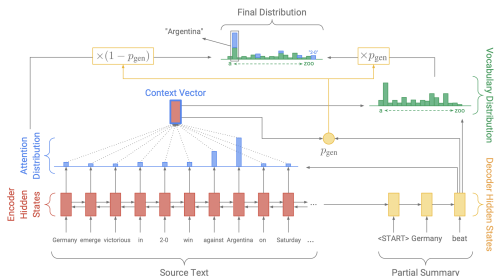 Final Distribution
"Argentina"
"2-0"
a zoo
×(1 − pgen)
×pgen
Context Vector
a zoo
Vocabulary Distribution
Attention
Distribution
pgen
Encoder
Hidden
States
Decoder Hidden States
Germany emerge victorious in 2-0 win against Argentina on Saturday ...
...
<START> Germany beat
Source Text
Partial Summary